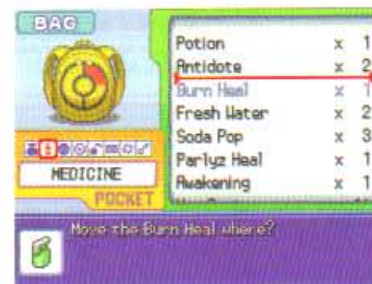 BAG
Potion x 1
Antidote x 2
Burn Heal x 1
Fresh Water x 2
Soda Pop x 3
Parlyz Heal x 1
Awakening x 1
MEDICINE
POCKET
Move the Burn Heal where?